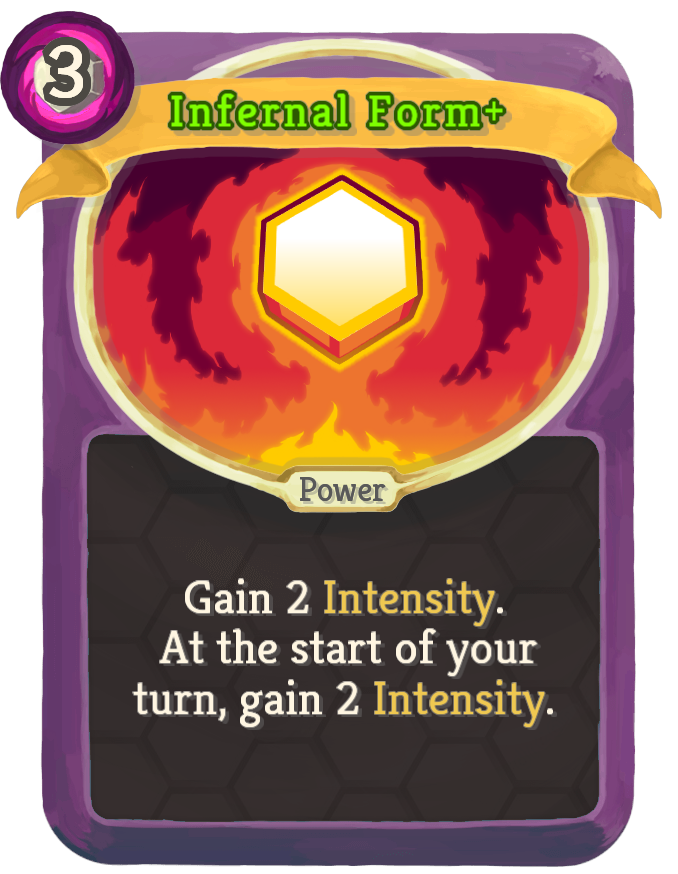 3
Infernal Form+
Power
Gain 2 Intensity.
At the start of your
turn, gain 2 Intensity.